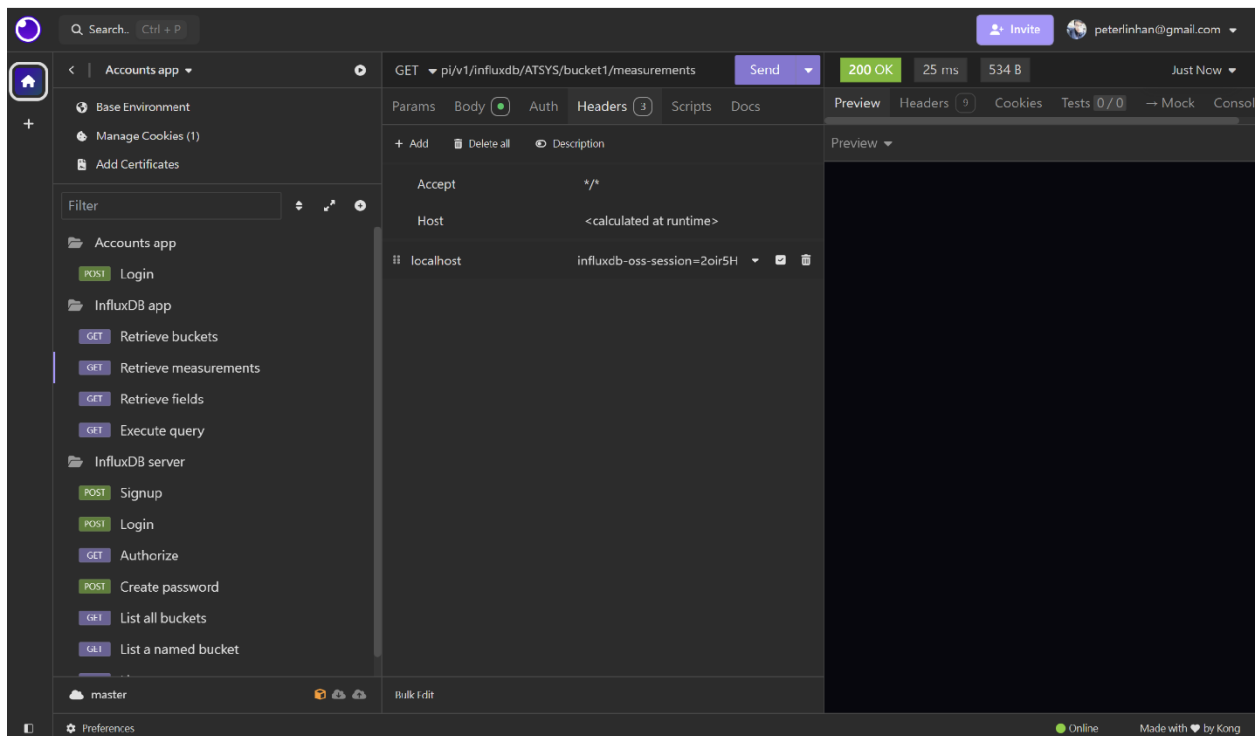 Search.. Ctrl + P
Invite
peterlinhan@gmail.com
Accounts app
Base Environment
Manage Cookies (1)
Add Certificates
Filter
Accounts app
POST Login
InfluxDB app
GET Retrieve buckets
GET Retrieve measurements
GET Retrieve fields
GET Execute query
InfluxDB server
POST Signup
POST Login
GET Authorize
POST Create password
GET List all buckets
GET List a named bucket
master
Preferences
GET pi/v1/influxdb/ATSYS/bucket1/measurements Send
Params Body Auth Headers 3 Scripts Docs
+ Add Delete all Description
Accept */*
Host <calculated at runtime>
localhost influxdb-oss-session=2oir5H
Bulk Edit
200 OK 25 ms 534 B Just Now
Preview Headers 9 Cookies Tests 0 / 0 → Mock Consol
Preview
Online Made with ♥ by Kong